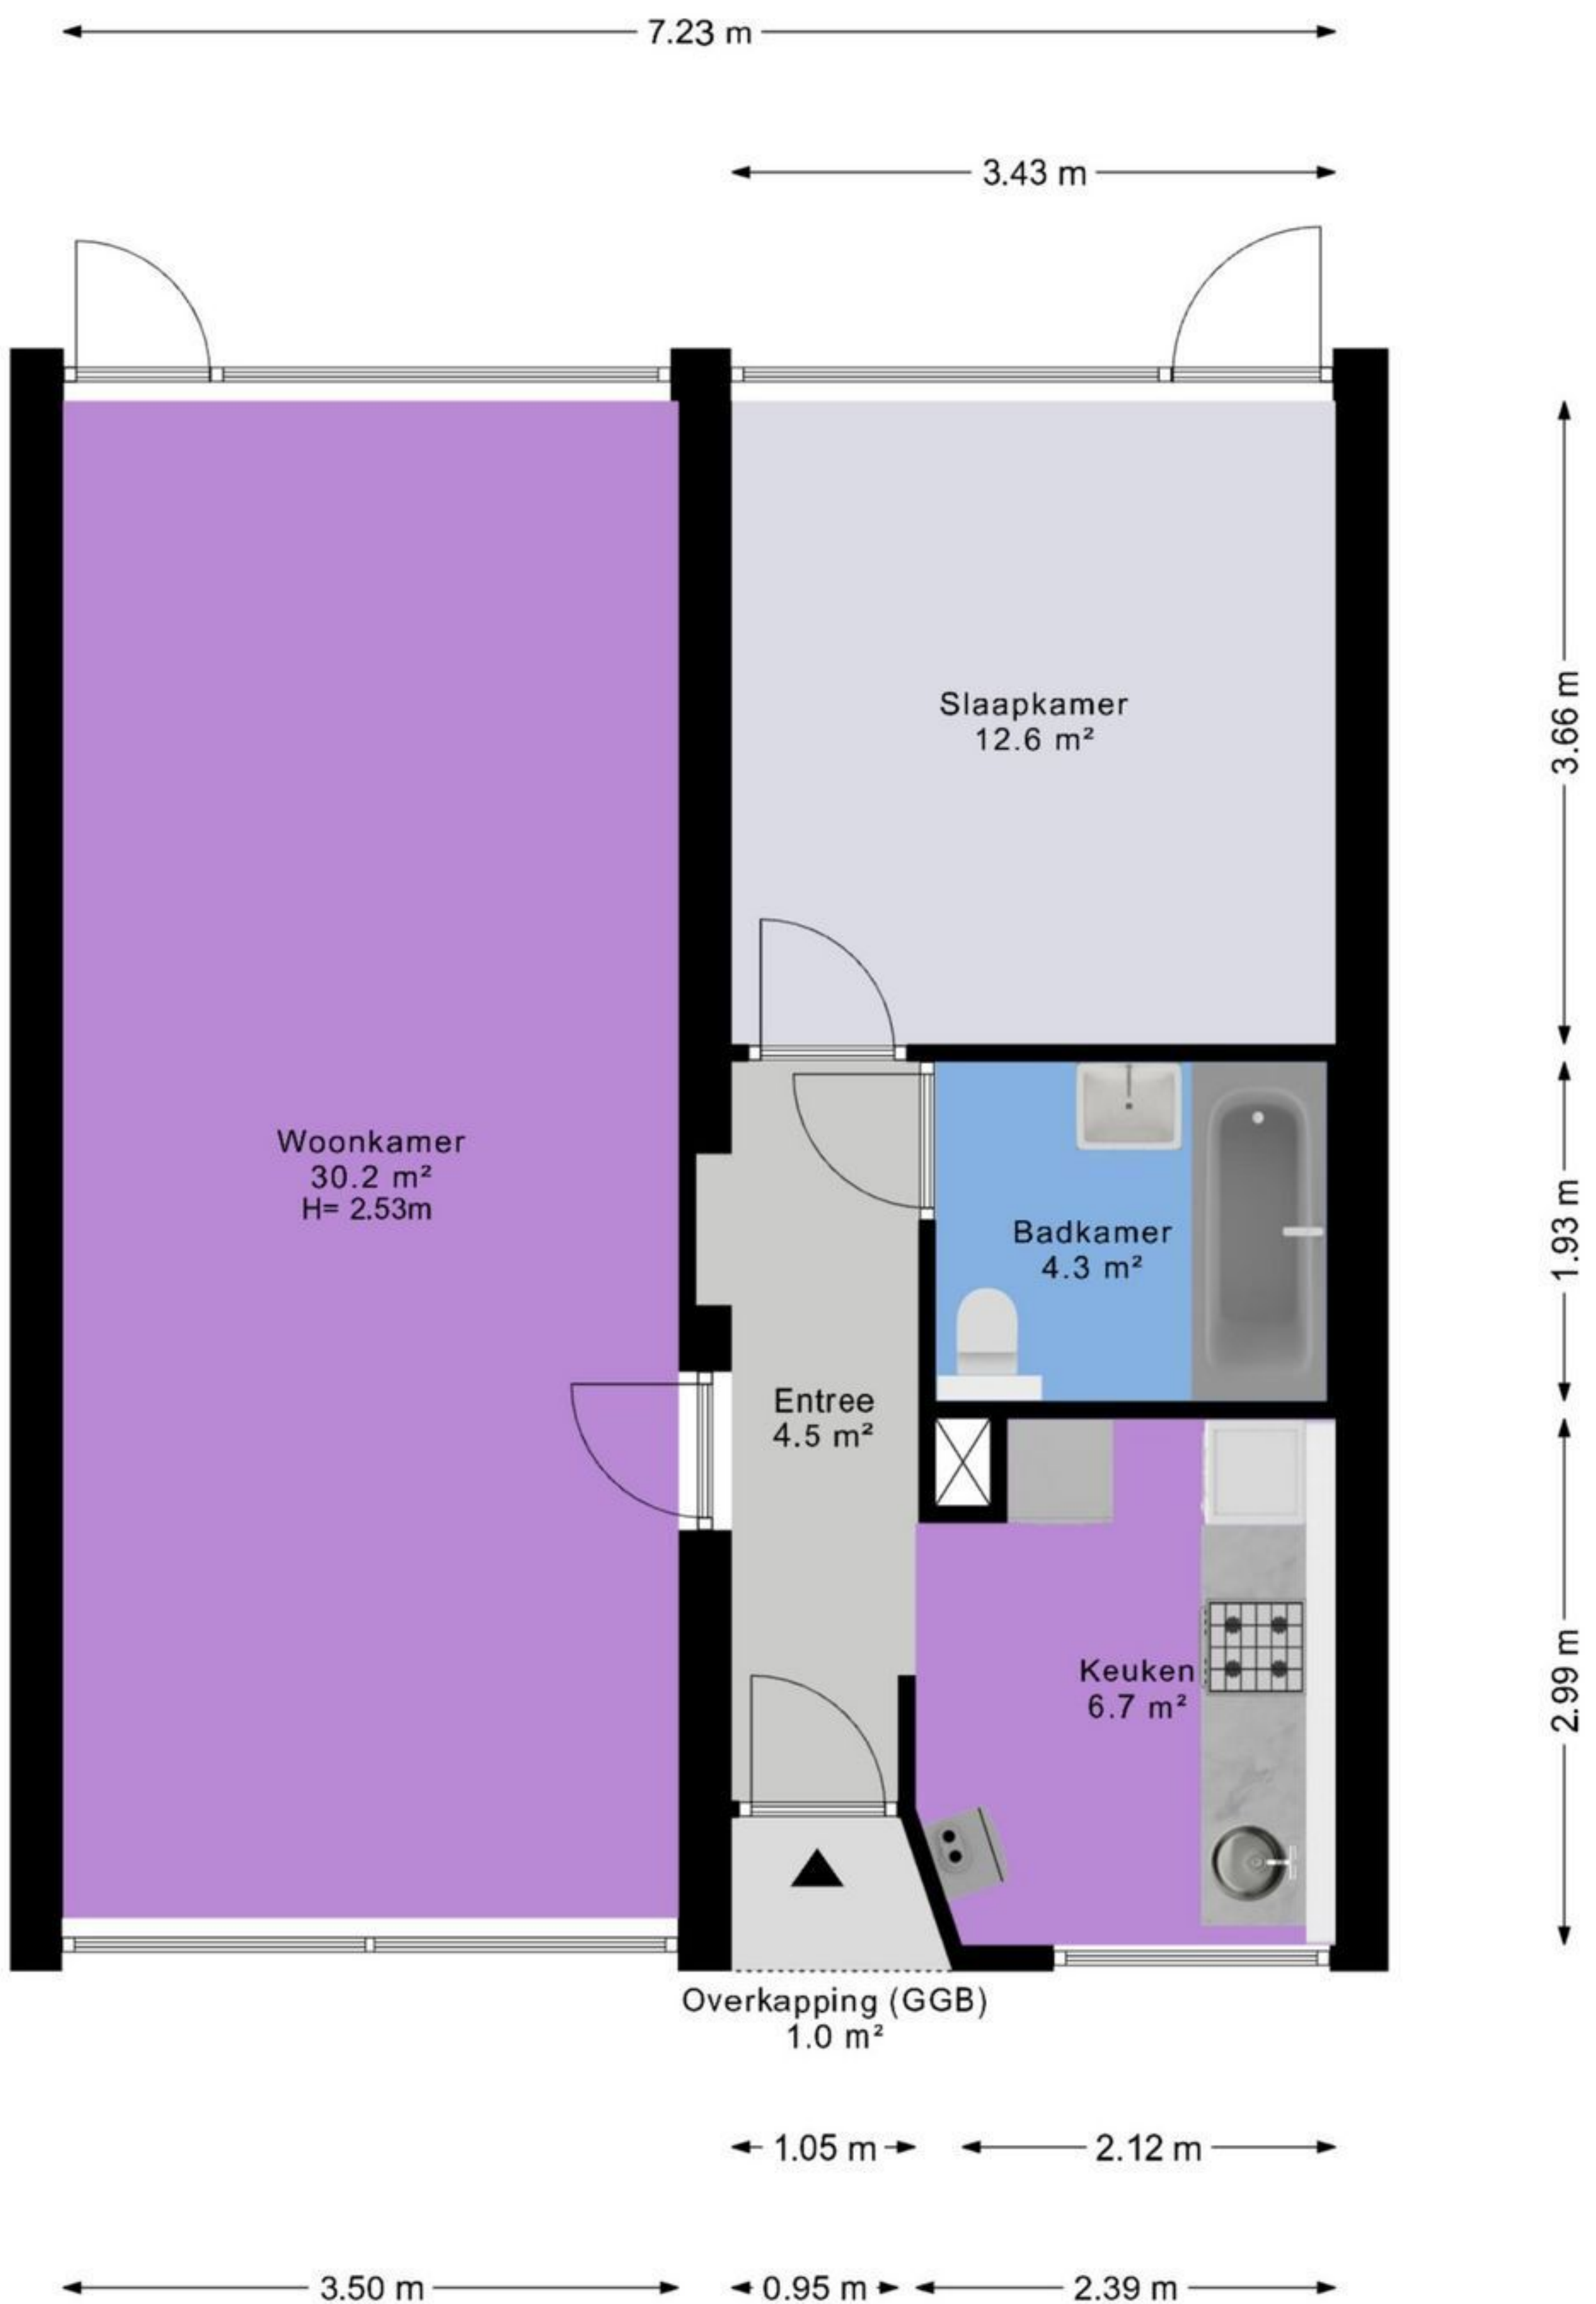 7.23 m
3.43 m
3.66 m
Slaapkamer
12.6 m²
Woonkamer
30.2 m²
H= 2.53m
1.93 m
Badkamer
4.3 m²
Entree
4.5 m²
2.99 m
Keuken
6.7 m²
Overkapping (GGB)
1.0 m²
1.05 m
2.12 m
3.50 m
0.95 m
2.39 m